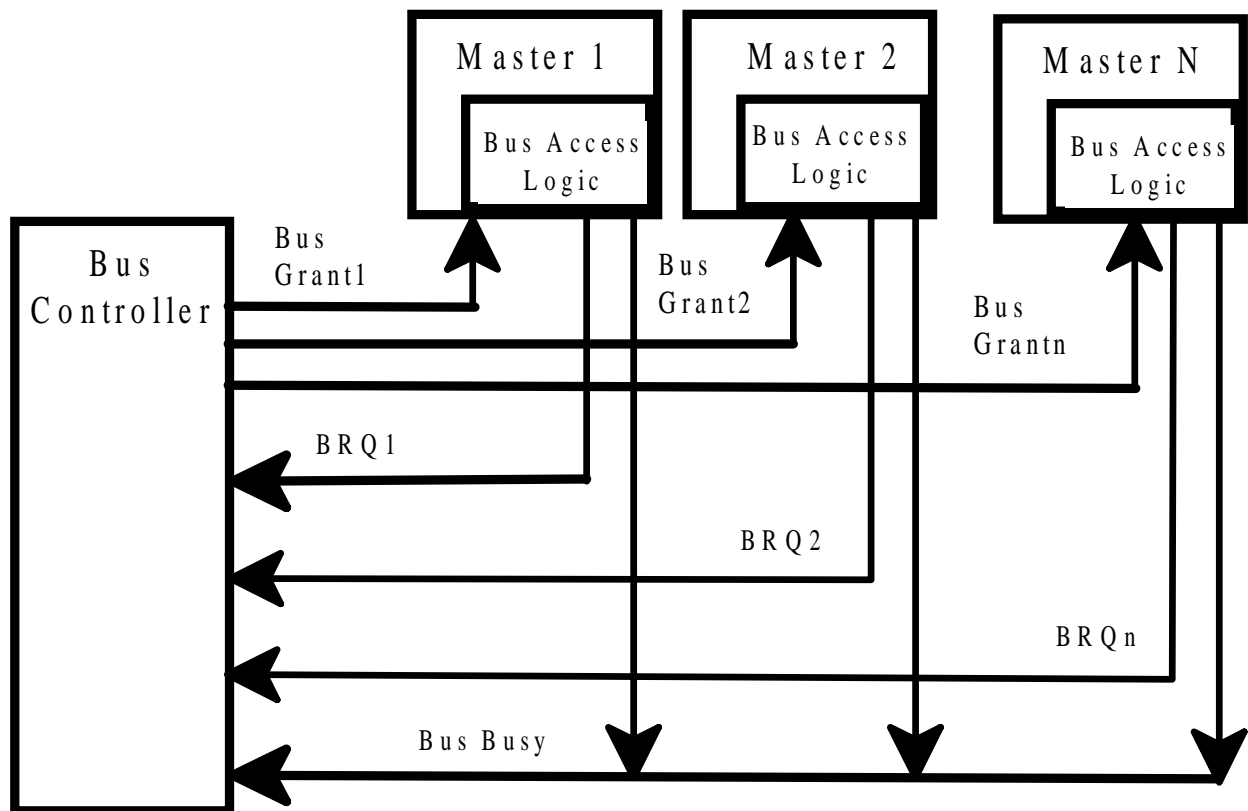 Master 1
Bus Access
Logic
Master 2
Bus Access
Logic
Master N
Bus Access
Logic
Bus
Controller
Bus
Grant1
Bus
Grant2
Bus
Grantn
BRQ1
BRQ2
BRQn
Bus Busy